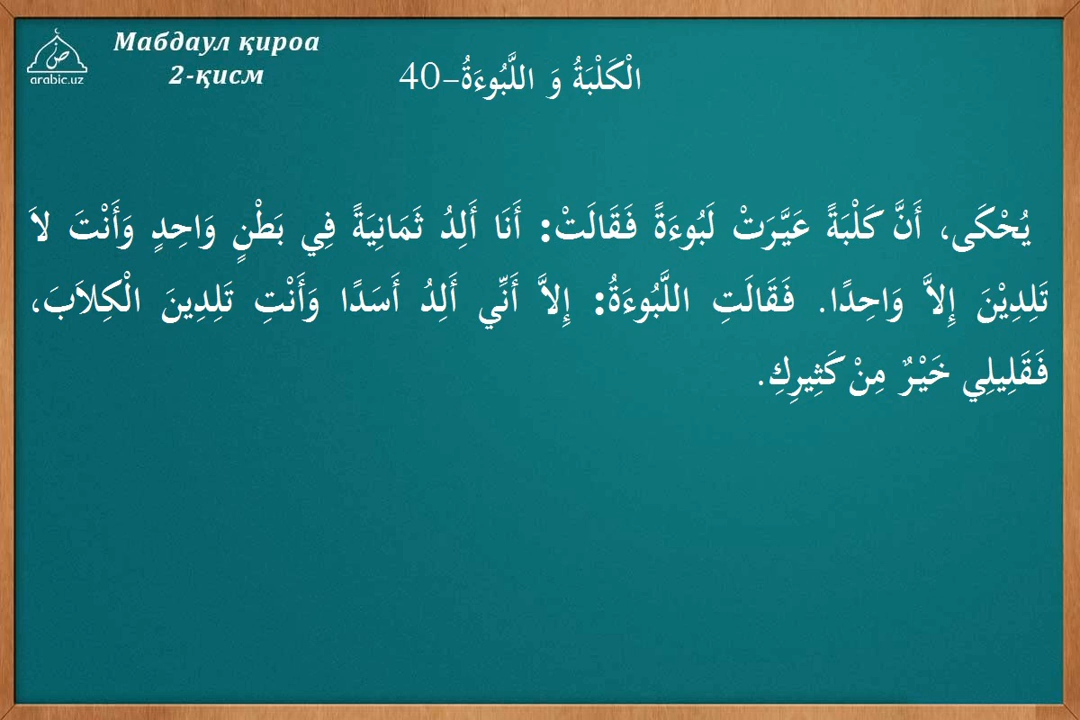 Мабдаул қироа
2-қисм
arabic.uz
40-الْكَلْبَةُ وَ اللَّبُوءَةُ
يُحْكَى، أَنَّ كَلْبَةً عَيَّرَتْ لَبُوءَةً فَقَالَتْ: أَنَا أَلِدُ ثَمَانِيَةً فِي بَطْنٍ وَاحِدٍ وَأَنْتَ لاَ
تَلِدِيْنَ إِلاَّ وَاحِدًا. فَقَالَتِ اللَّبُوءَةُ: إِلاَّ أَنِّي أَلِدُ أَسَدًا وَأَنْتِ تَلِدِينَ الْكِلاَبَ،
فَقَلِيلِي خَيْرٌ مِنْ كَثِيرِكِ.